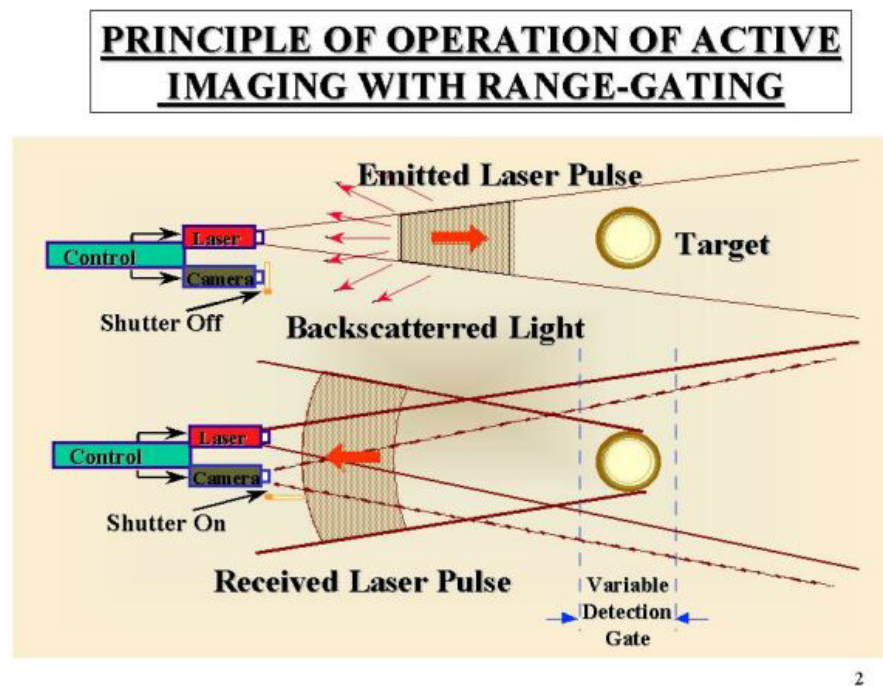 PRINCIPLE OF OPERATION OF ACTIVE
IMAGING WITH RANGE-GATING
Emitted Laser Pulse
Laser
Control
Camera
Target
Shutter Off
Backscatterred Light
Laser
Control
Camera
Shutter On
Received Laser Pulse
Variable
Detection
Gate
2